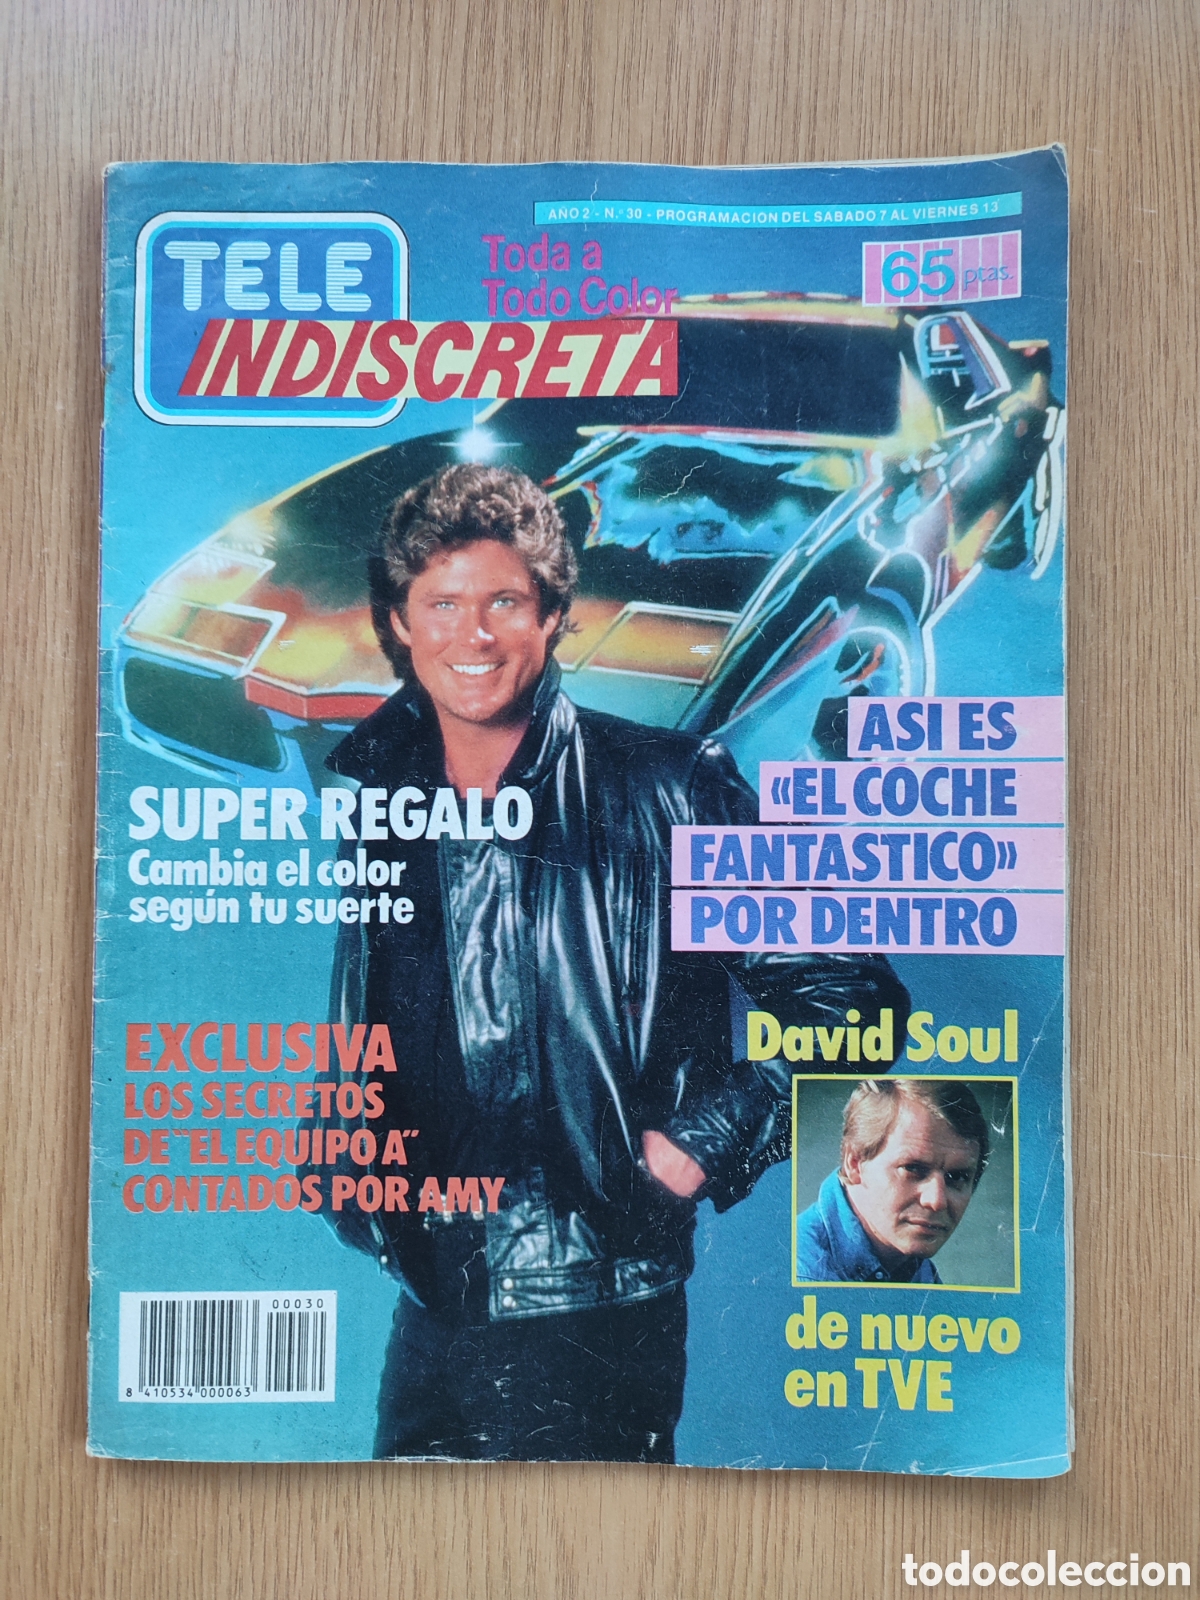 AÑO 2 - N.º 30 - PROGRAMACION DEL SABADO 7 AL VIERNES 13
TELE
INDISCRETA
Toda a
Todo Color
65 ptas.
ASI ES
«EL COCHE
FANTASTICO»
POR DENTRO
SUPER REGALO
Cambia el color
según tu suerte
EXCLUSIVA
LOS SECRETOS
DE "EL EQUIPO A"
CONTADOS POR AMY
David Soul
de nuevo
en TVE
00030
8 410534 000063
todocoleccion